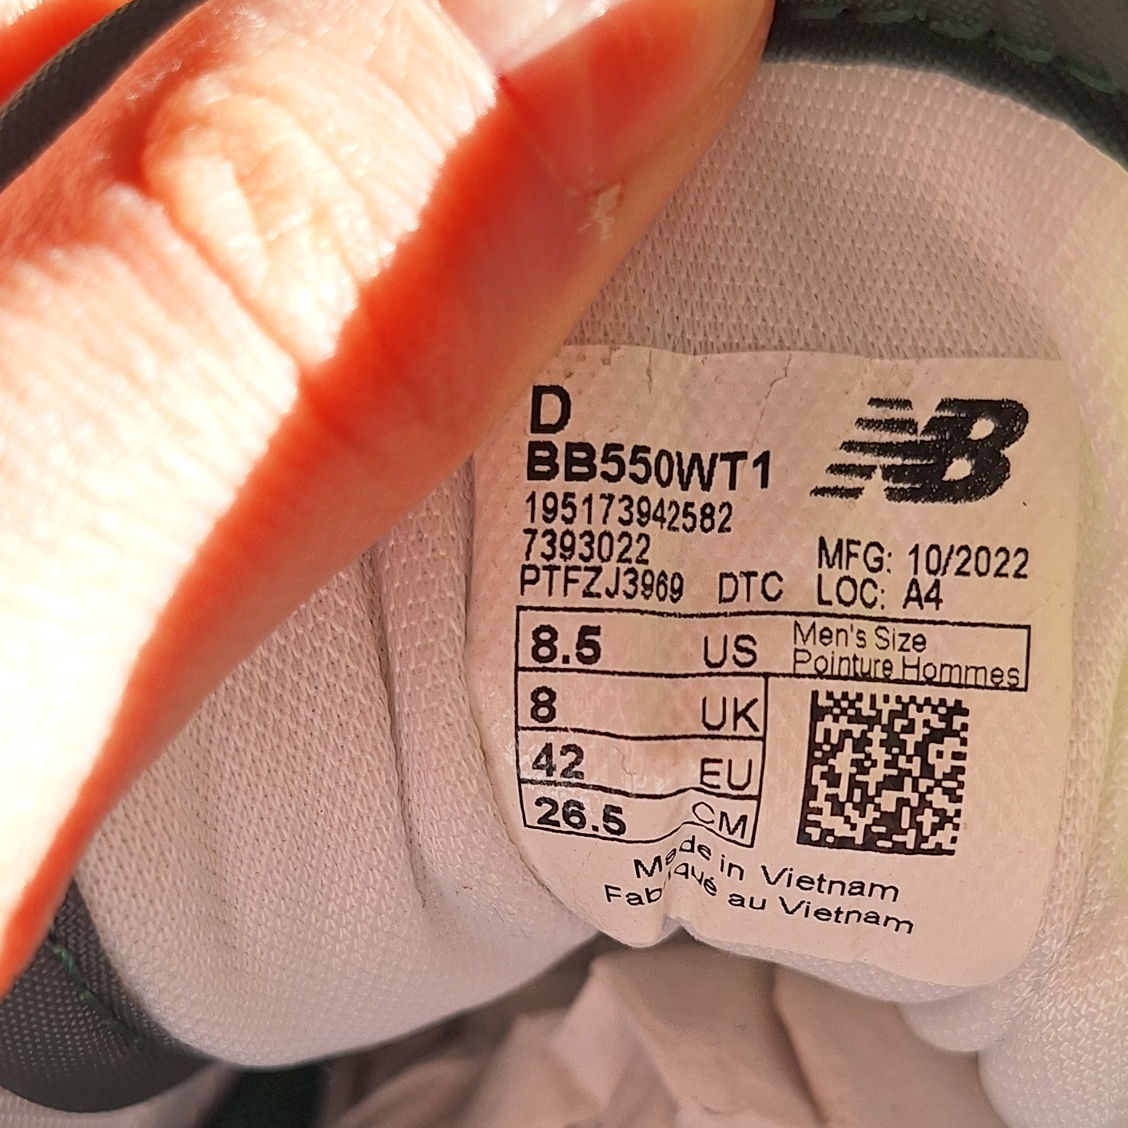 D
BB550WT1
195173942582
7393022
PTFZJ3969 DTC
NB
MFG: 10/2022
LOC: A4
8.5 US Men's Size
Pointure Hommes
8 UK
42 EU
26.5 CM
Made in Vietnam
Fabriqué au Vietnam